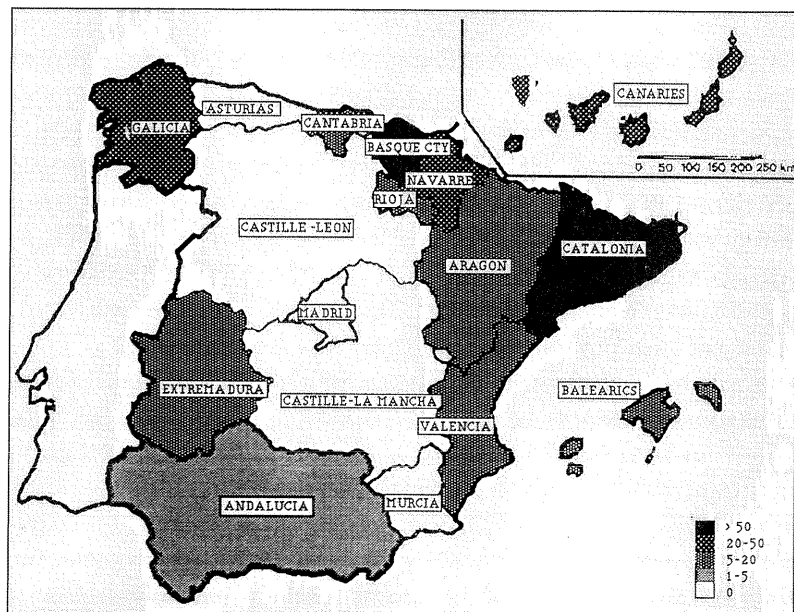 CANARIES
0 50 100 150 200 250 km
ASTURIAS
CANTABRIA
GALICIA
BASQUE CTY
NAVARRE
RIOJA
CASTILLE-LEON
CATALONIA
ARAGON
MADRID
EXTREMADURA
CASTILLE-LA MANCHA
BALEARICS
VALENCIA
ANDALUCIA
MURCIA
> 50
20-50
5-20
1-5
0